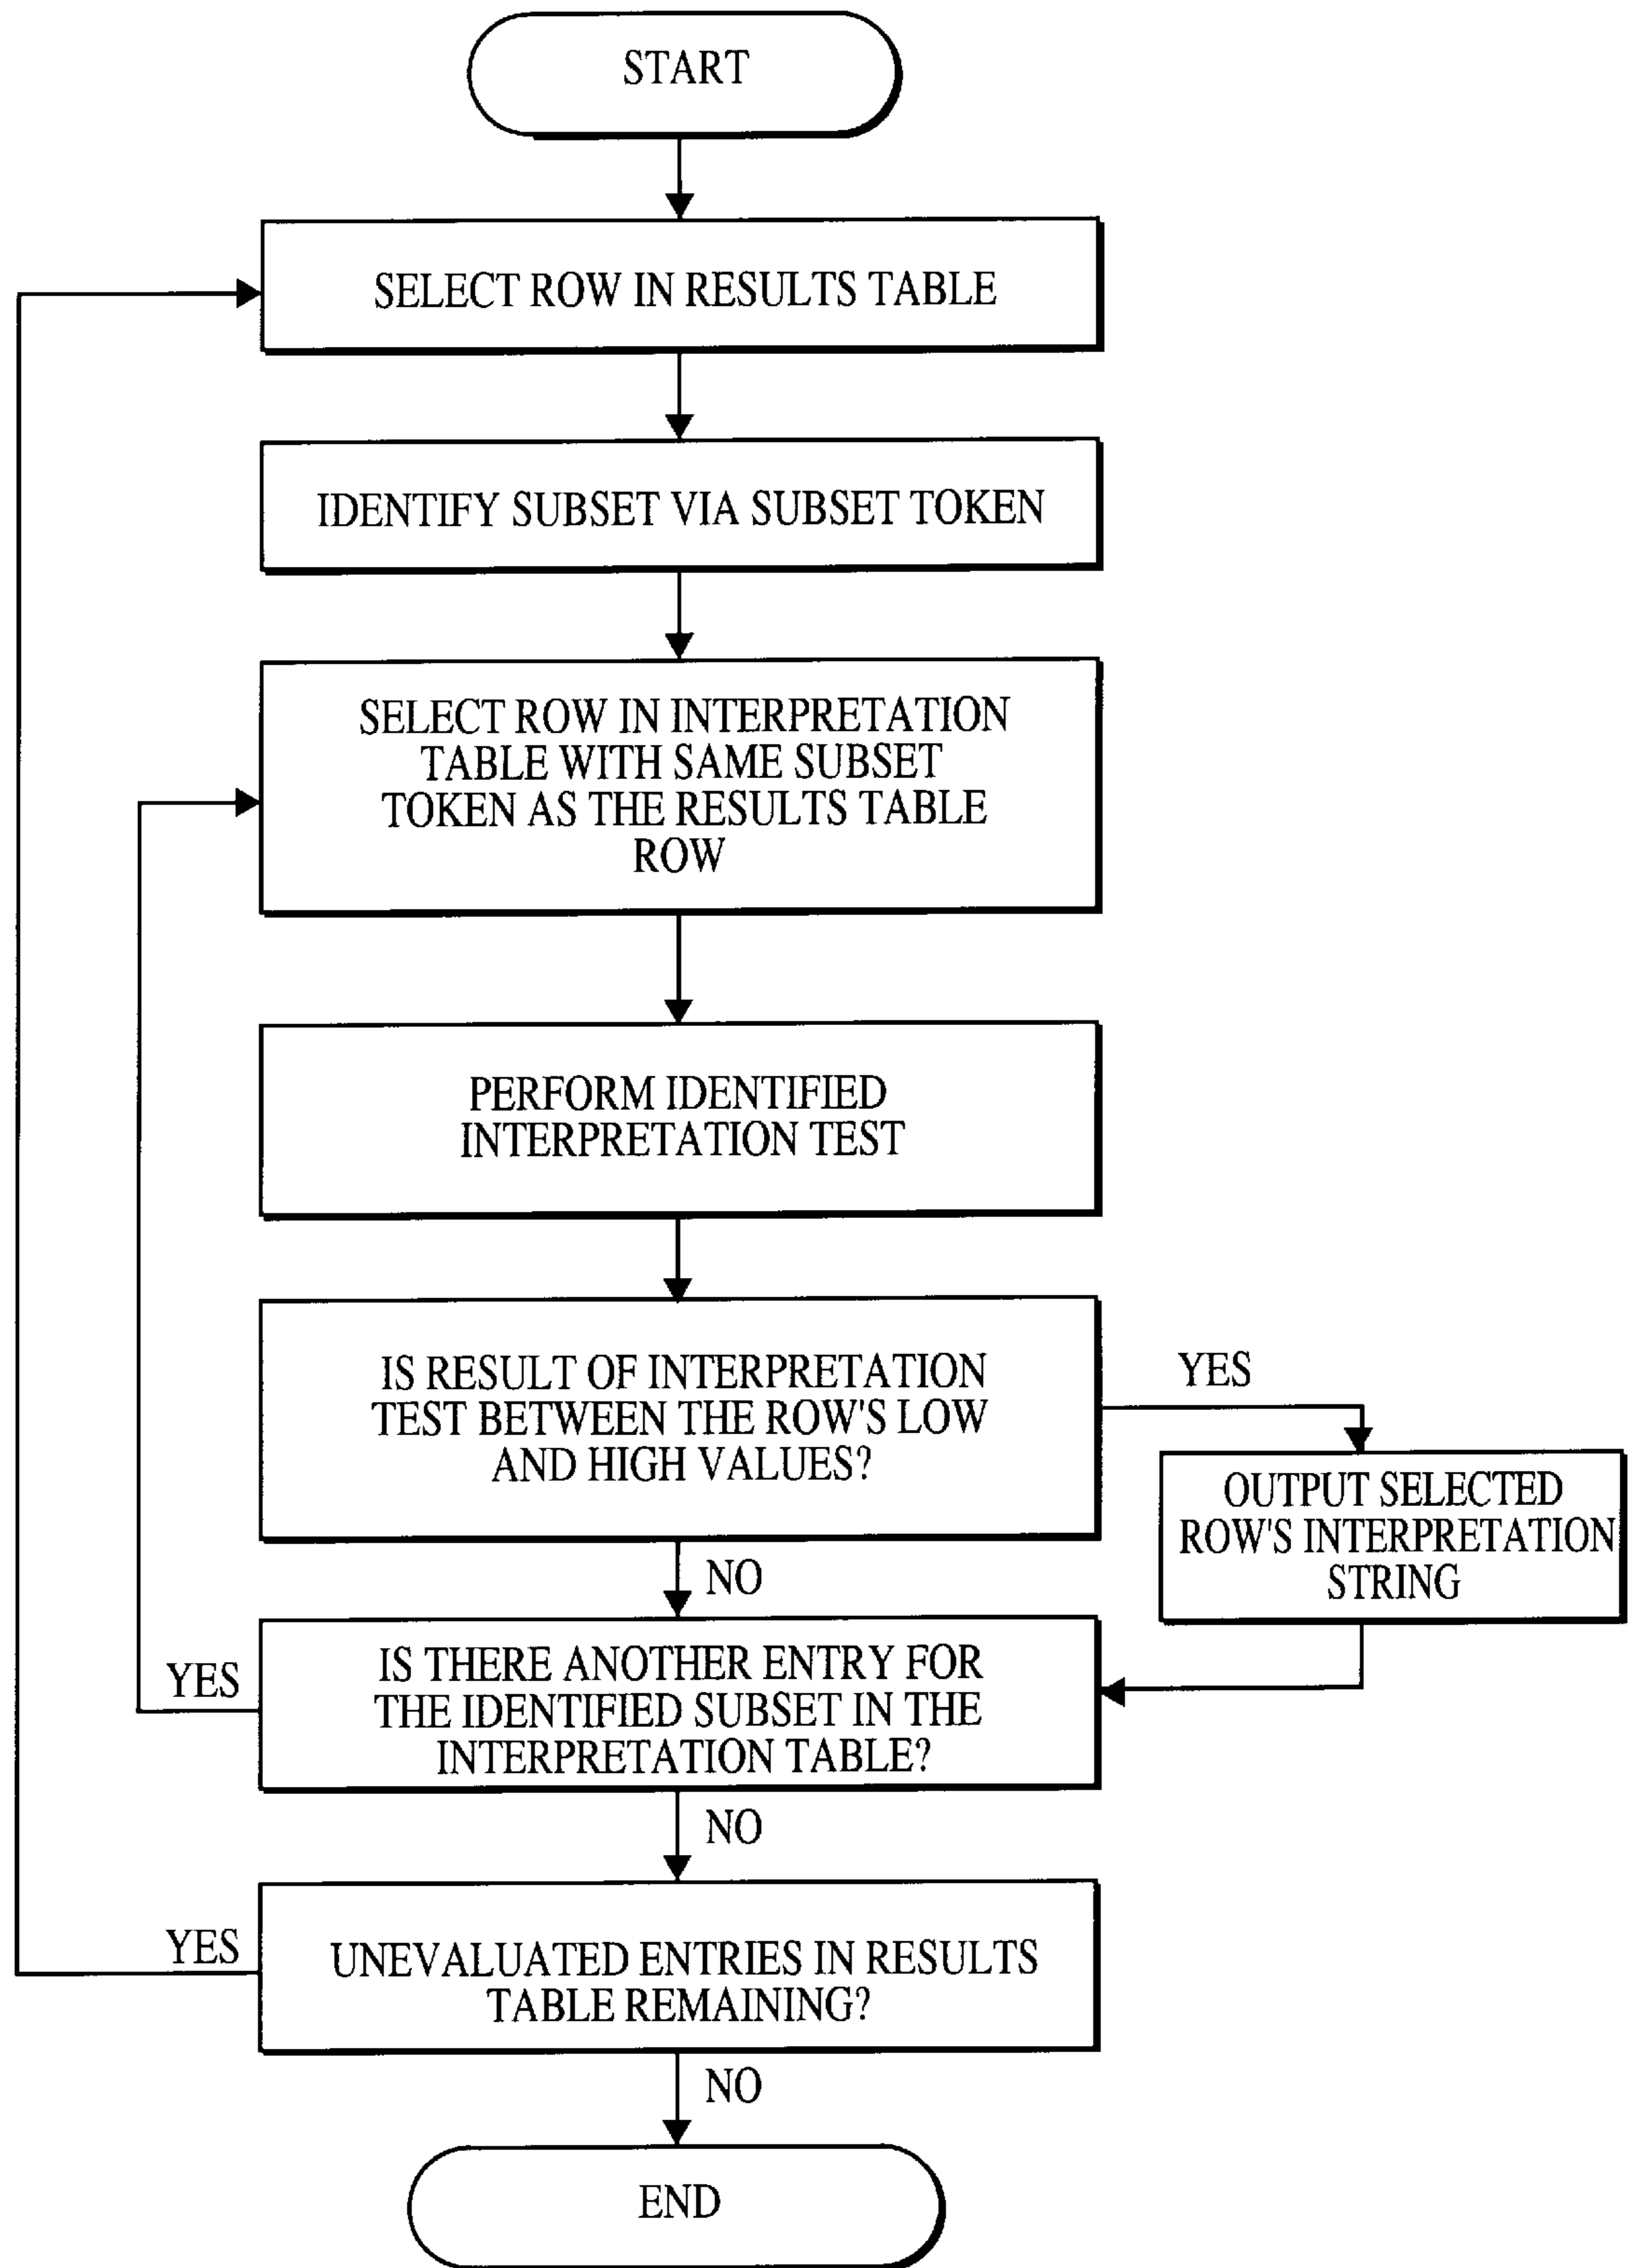 START
SELECT ROW IN RESULTS TABLE
IDENTIFY SUBSET VIA SUBSET TOKEN
SELECT ROW IN INTERPRETATION
TABLE WITH SAME SUBSET
TOKEN AS THE RESULTS TABLE
ROW
PERFORM IDENTIFIED
INTERPRETATION TEST
IS RESULT OF INTERPRETATION
TEST BETWEEN THE ROW'S LOW
AND HIGH VALUES?
YES
OUTPUT SELECTED
ROW'S INTERPRETATION
STRING
NO
IS THERE ANOTHER ENTRY FOR
THE IDENTIFIED SUBSET IN THE
INTERPRETATION TABLE?
YES
NO
UNEVALUATED ENTRIES IN RESULTS
TABLE REMAINING?
YES
NO
END